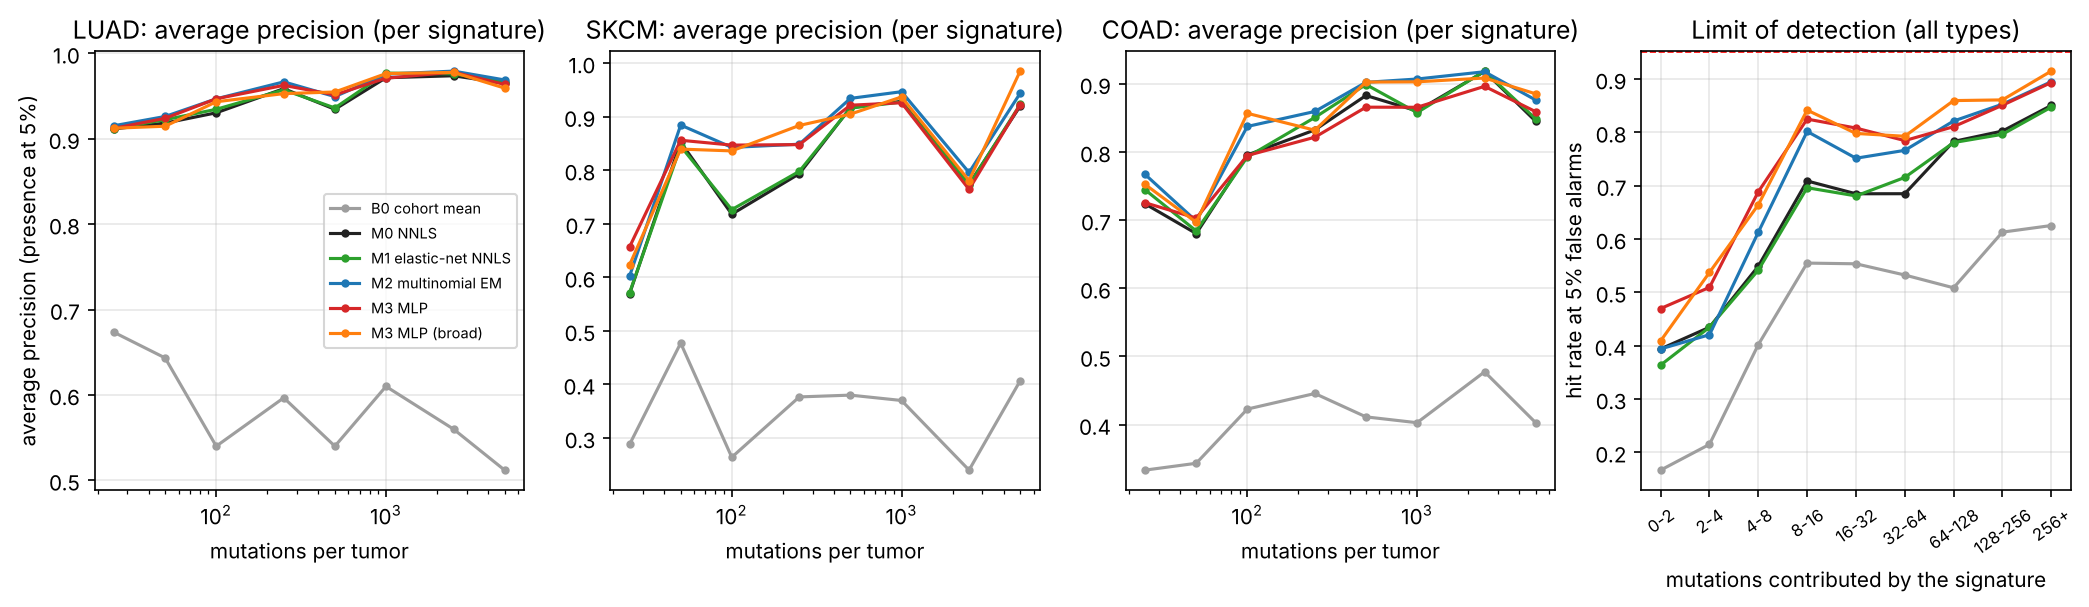 LUAD: average precision (per signature)
average precision (presence at 5%)
1.0
0.9
0.8
0.7
0.6
0.5
B0 cohort mean
M0 NNLS
M1 elastic-net NNLS
M2 multinomial EM
M3 MLP
M3 MLP (broad)
10²
10³
mutations per tumor
SKCM: average precision (per signature)
1.0
0.9
0.8
0.7
0.6
0.5
0.4
0.3
10²
10³
mutations per tumor
COAD: average precision (per signature)
0.9
0.8
0.7
0.6
0.5
0.4
10²
10³
mutations per tumor
Limit of detection (all types)
hit rate at 5% false alarms
0.9
0.8
0.7
0.6
0.5
0.4
0.3
0.2
0–2
2–4
4–8
8–16
16–32
32–64
64–128
128–256
256+
mutations contributed by the signature